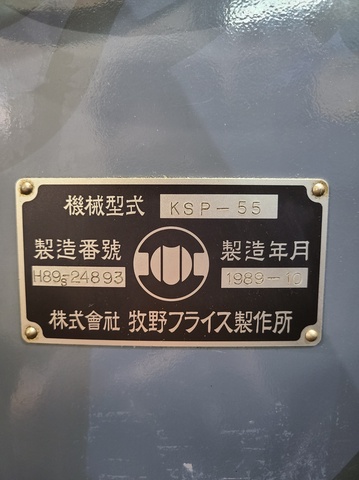 機械型式 KSP-55
製造番號 製造年月
H89S-24893 1989-10
株式會社 牧野フライス製作所